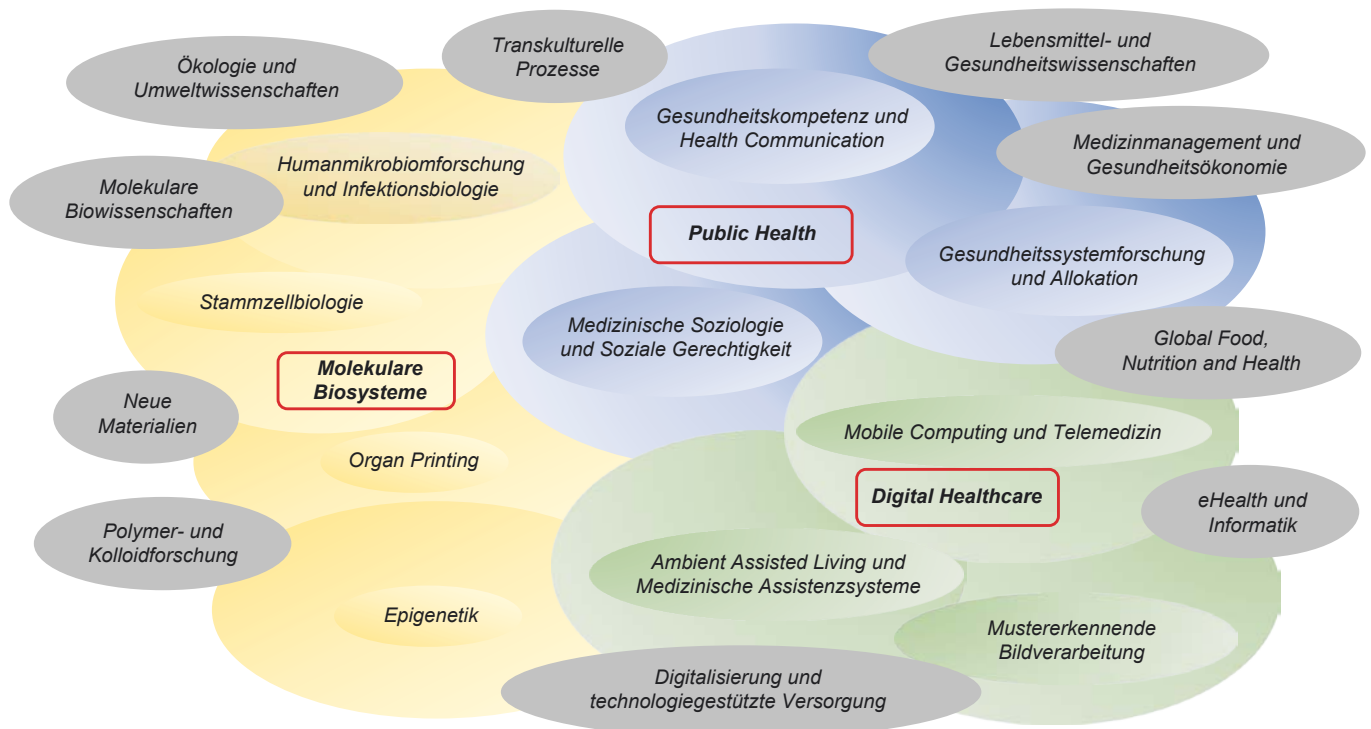 Transkulturelle
Prozesse
Lebensmittel- und
Gesundheitswissenschaften
Ökologie und
Umweltwissenschaften
Gesundheitskompetenz und
Health Communication
Medizinmanagement und
Gesundheitsökonomie
Humanmikrobiomforschung
und Infektionsbiologie
Molekulare
Biowissenschaften
Public Health
Gesundheitssystemforschung
und Allokation
Stammzellbiologie
Medizinische Soziologie
und Soziale Gerechtigkeit
Global Food,
Nutrition and Health
Molekulare
Biosysteme
Neue
Materialien
Mobile Computing und Telemedizin
Organ Printing
Digital Healthcare
eHealth und
Informatik
Polymer- und
Kolloidforschung
Ambient Assisted Living und
Medizinische Assistenzsysteme
Epigenetik
Mustererkennende
Bildverarbeitung
Digitalisierung und
technologiegestützte Versorgung